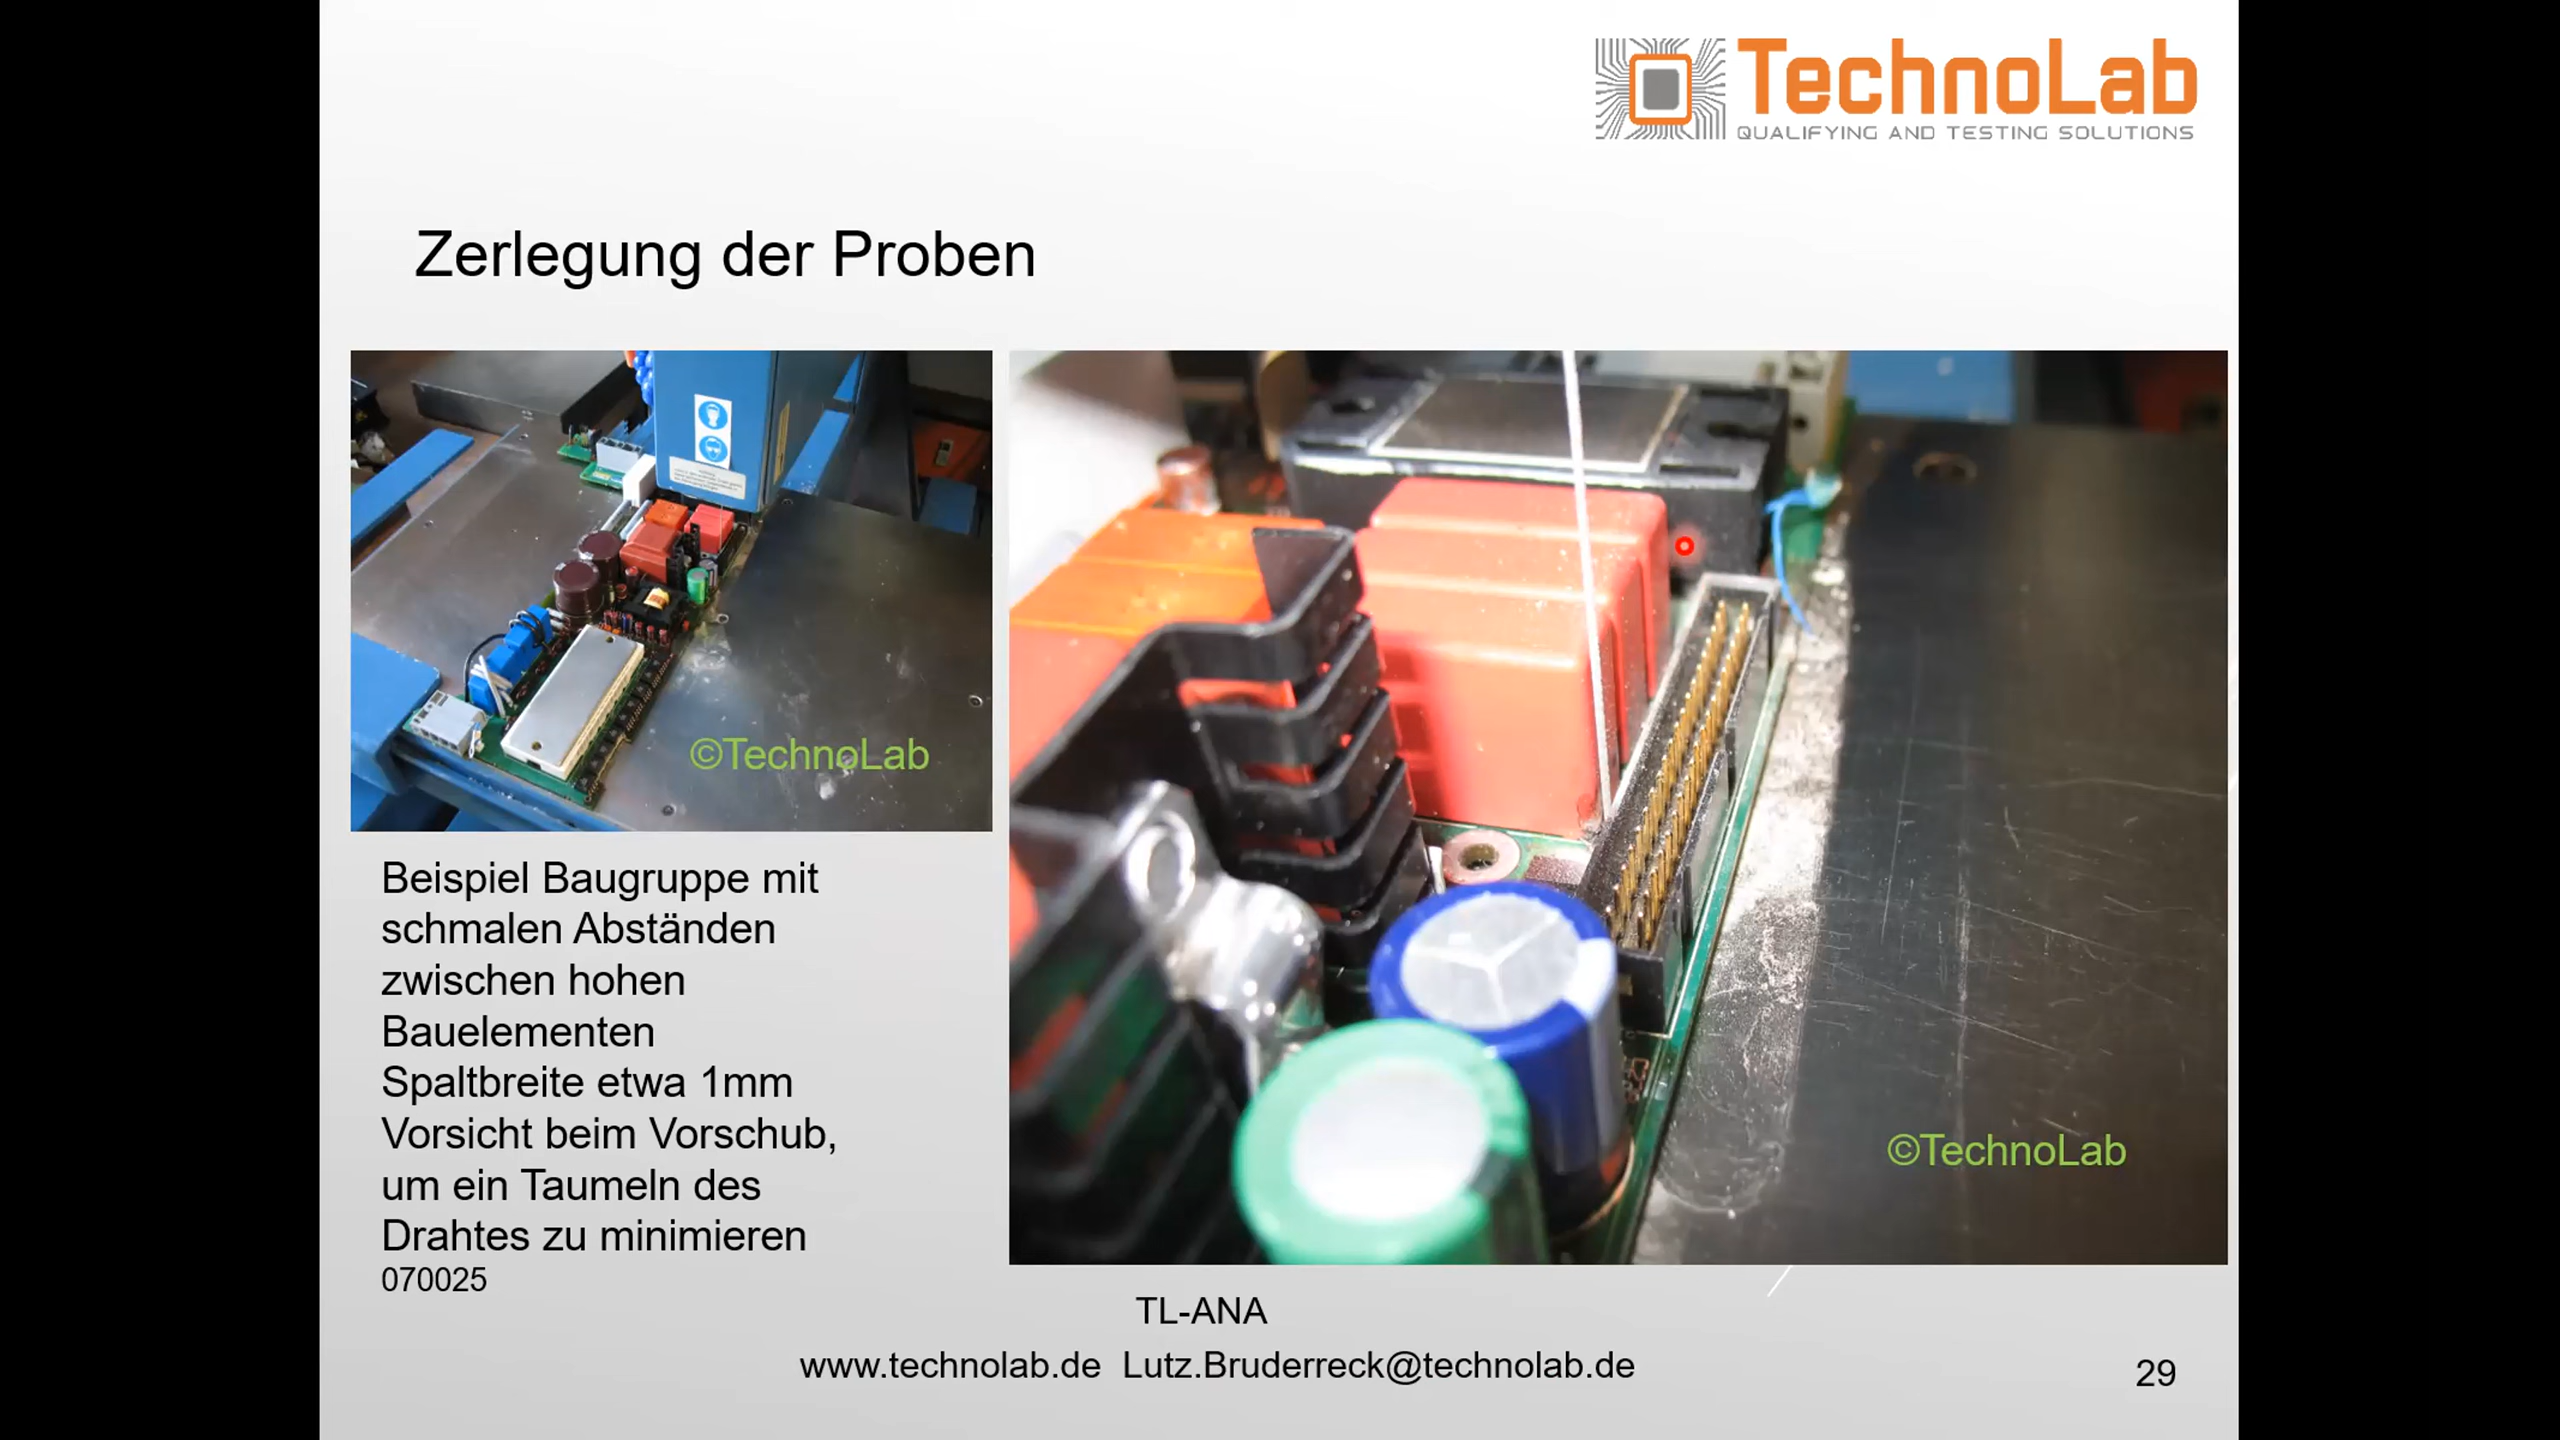 TechnoLab
QUALIFYING AND TESTING SOLUTIONS
Zerlegung der Proben
©TechnoLab
Beispiel Baugruppe mit
schmalen Abständen
zwischen hohen
Bauelementen
Spaltbreite etwa 1mm
Vorsicht beim Vorschub,
um ein Taumeln des
Drahtes zu minimieren
070025
©TechnoLab
TL-ANA
www.technolab.de Lutz.Bruderreck@technolab.de
29